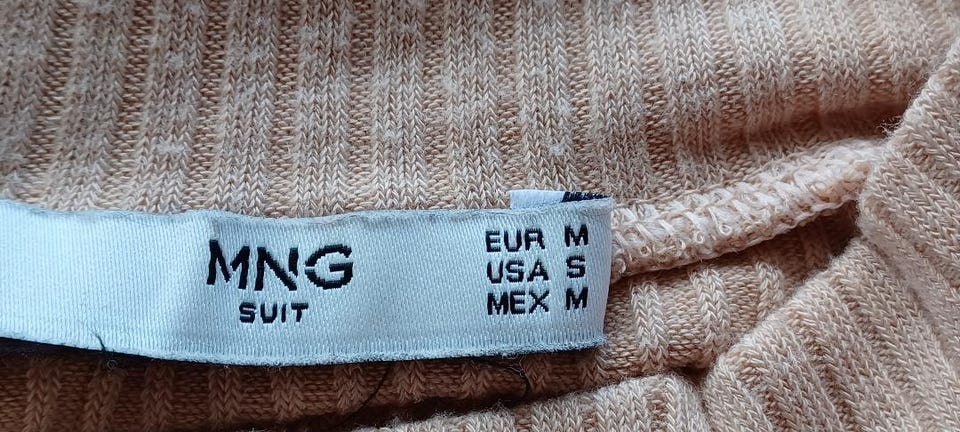 MNG
SUIT
EUR M
USA S
MEX M